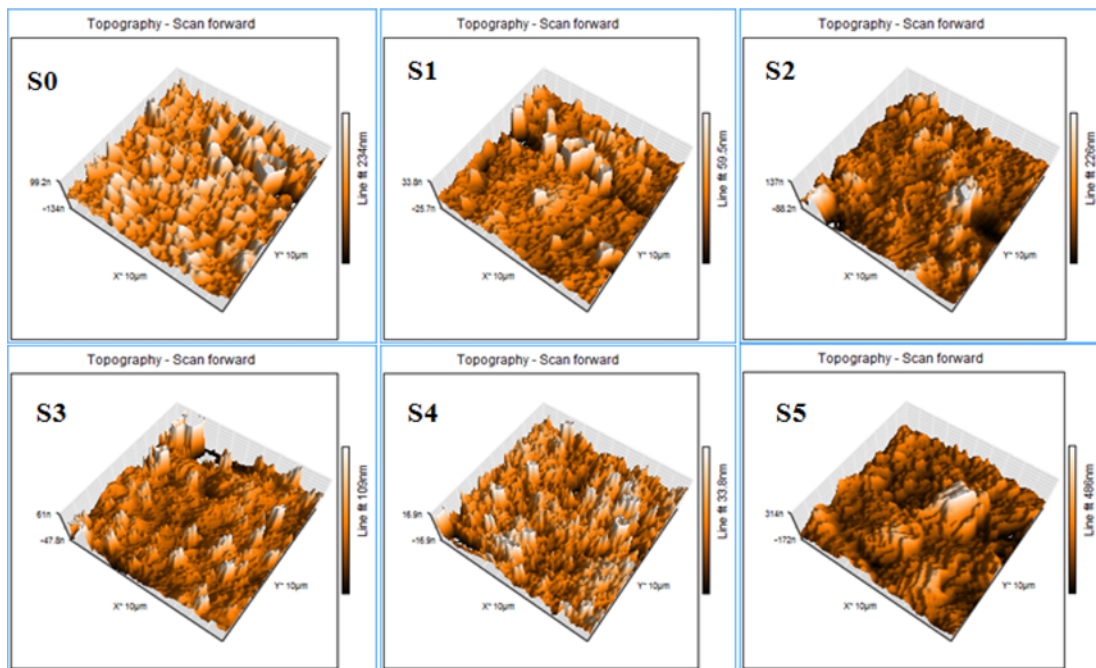 Topography - Scan forward
S0
Line fit 234nm
99.2n
-134n
X* 10µm
Y* 10µm
Topography - Scan forward
S1
Line fit 59.5nm
33.8n
-25.7n
X* 10µm
Y* 10µm
Topography - Scan forward
S2
Line fit 226nm
137n
-88.2n
X* 10µm
Y* 10µm
Topography - Scan forward
S3
Line fit 109nm
61n
-47.8n
X* 10µm
Y* 10µm
Topography - Scan forward
S4
Line fit 33.8nm
16.9n
-16.9n
X* 10µm
Y* 10µm
Topography - Scan forward
S5
Line fit 486nm
314n
-172n
X* 10µm
Y* 10µm